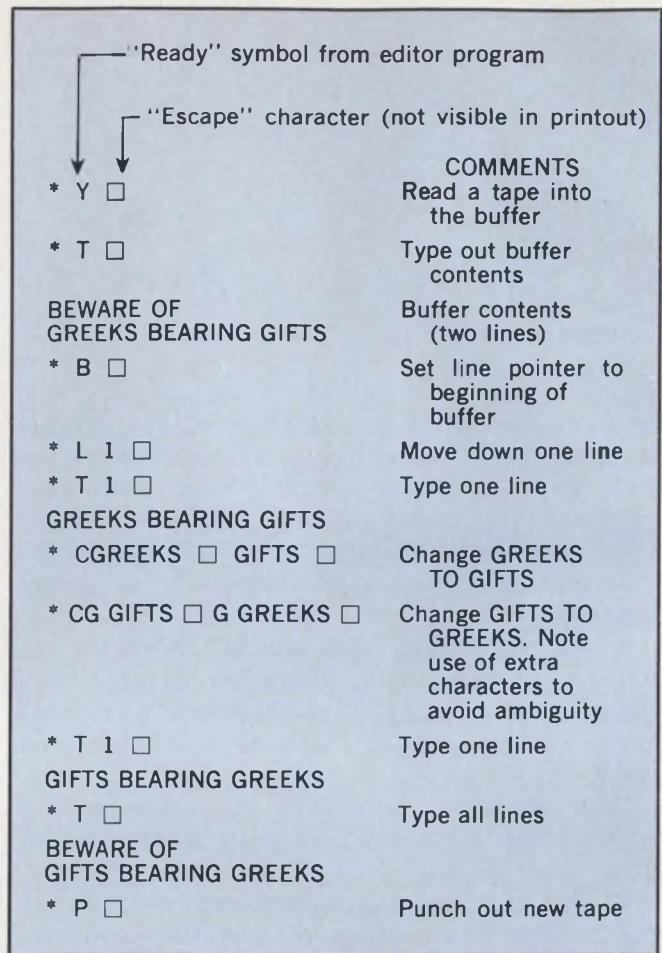 "Ready" symbol from editor program
"Escape" character (not visible in printout)
COMMENTS
* Y □ Read a tape into
the buffer
* T □ Type out buffer
contents
BEWARE OF Buffer contents
GREEKS BEARING GIFTS (two lines)
* B □ Set line pointer to
beginning of
buffer
* L 1 □ Move down one line
* T 1 □ Type one line
GREEKS BEARING GIFTS
* CGREEKS □ GIFTS □ Change GREEKS
TO GIFTS
* CG GIFTS □ G GREEKS □ Change GIFTS TO
GREEKS. Note
use of extra
characters to
avoid ambiguity
* T 1 □ Type one line
GIFTS BEARING GREEKS
* T □ Type all lines
BEWARE OF
GIFTS BEARING GREEKS
* P □ Punch out new tape